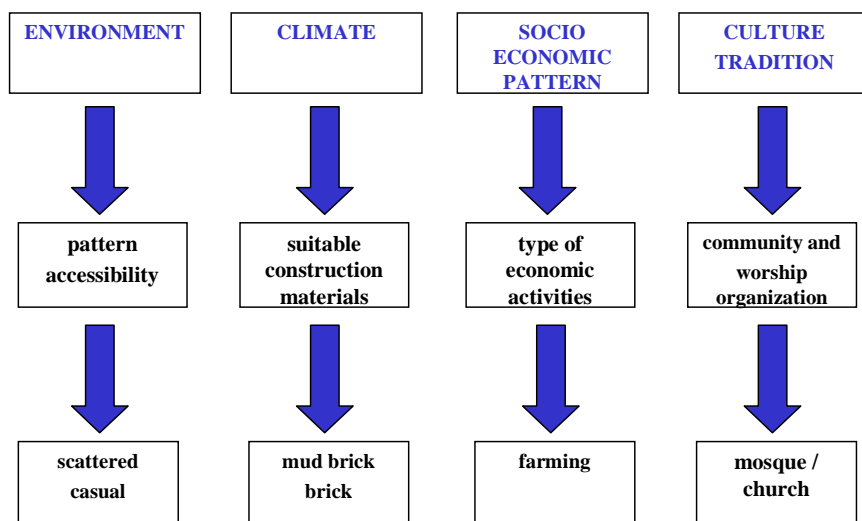 ENVIRONMENT
CLIMATE
SOCIO
ECONOMIC
PATTERN
CULTURE
TRADITION
pattern
accessibility
suitable
construction
materials
type of
economic
activities
community and
worship
organization
scattered
casual
mud brick
brick
farming
mosque /
church